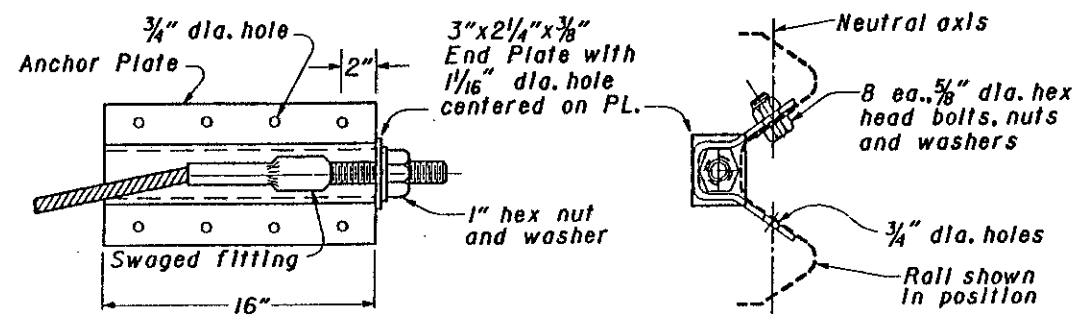 3/4" dia. hole
Anchor Plate
2"
3"x2 1/4"x3/8"
End Plate with
1 1/16" dia. hole
centered on PL.
Neutral axis
8 ea., 5/8" dia. hex
head bolts, nuts
and washers
1" hex nut
and washer
Swaged fitting
16"
3/4" dia. holes
Rail shown
in position